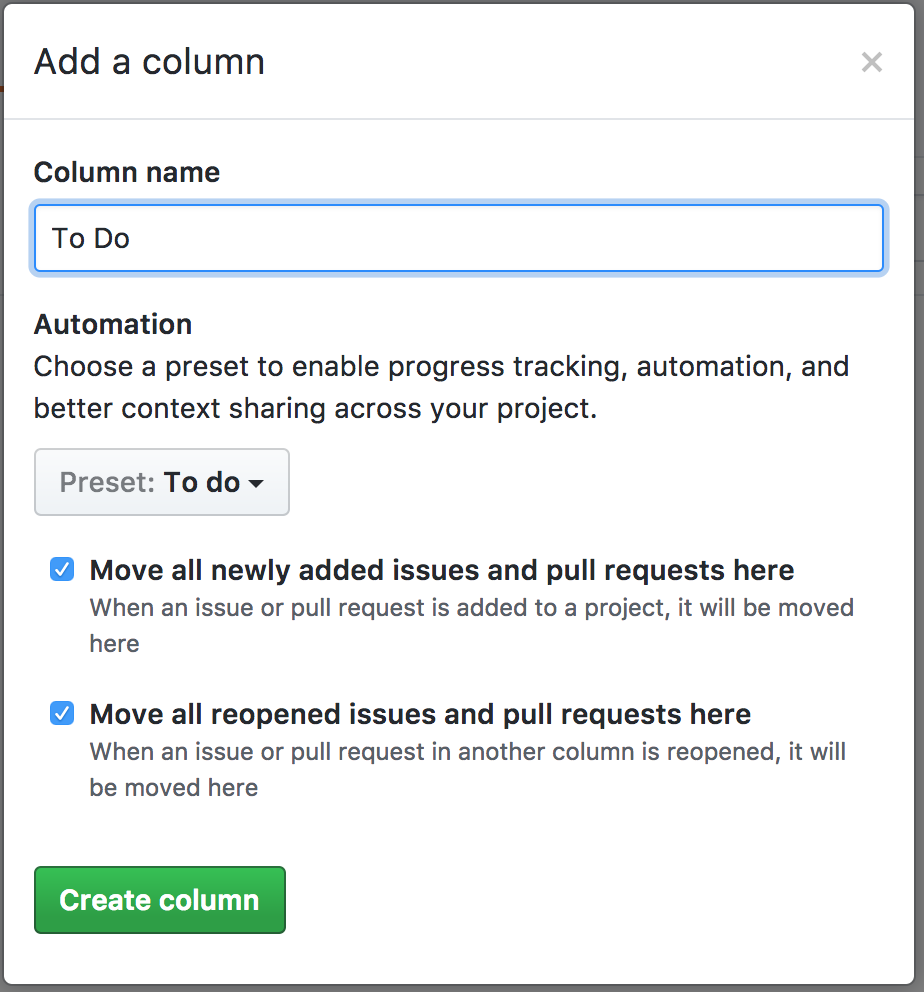 Add a column
Column name
To Do
Automation
Choose a preset to enable progress tracking, automation, and
better context sharing across your project.
Preset: To do
Move all newly added issues and pull requests here
When an issue or pull request is added to a project, it will be moved
here
Move all reopened issues and pull requests here
When an issue or pull request in another column is reopened, it will
be moved here
Create column